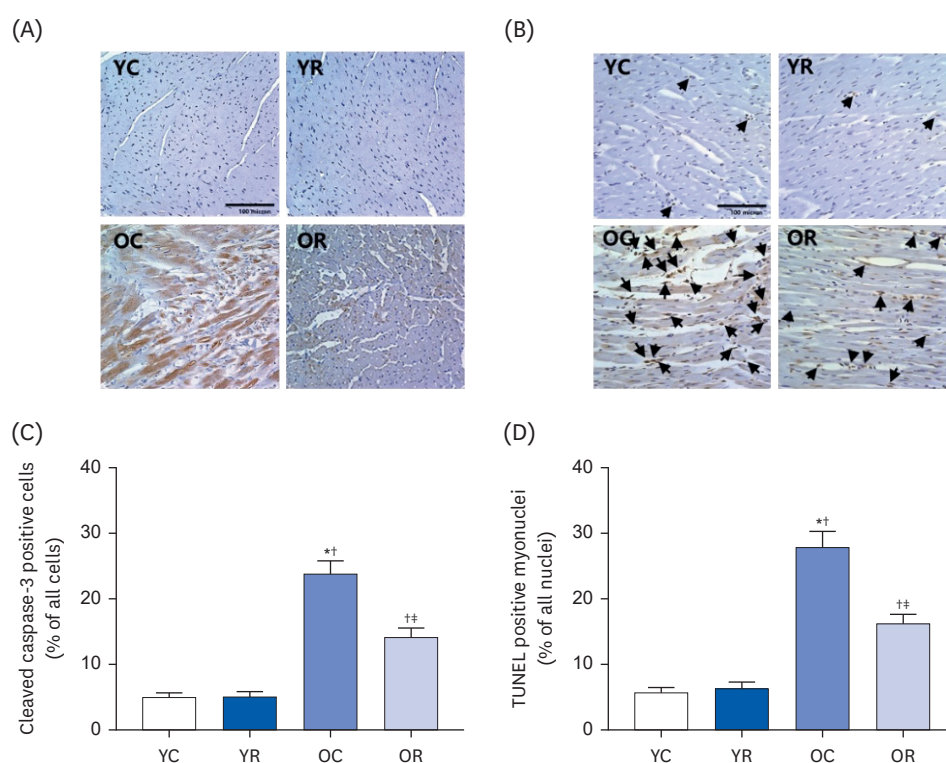 (A)
(B)
YC
YR
100 micron
OC
OR
YC
YR
100 micron
OC
OR
(C)
(D)
Cleaved caspase-3 positive cells
(% of all cells)
40
30
20
10
0
*†
†‡
YC
YR
OC
OR
TUNEL positive myonuclei
(% of all nuclei)
40
30
20
10
0
*†
†‡
YC
YR
OC
OR